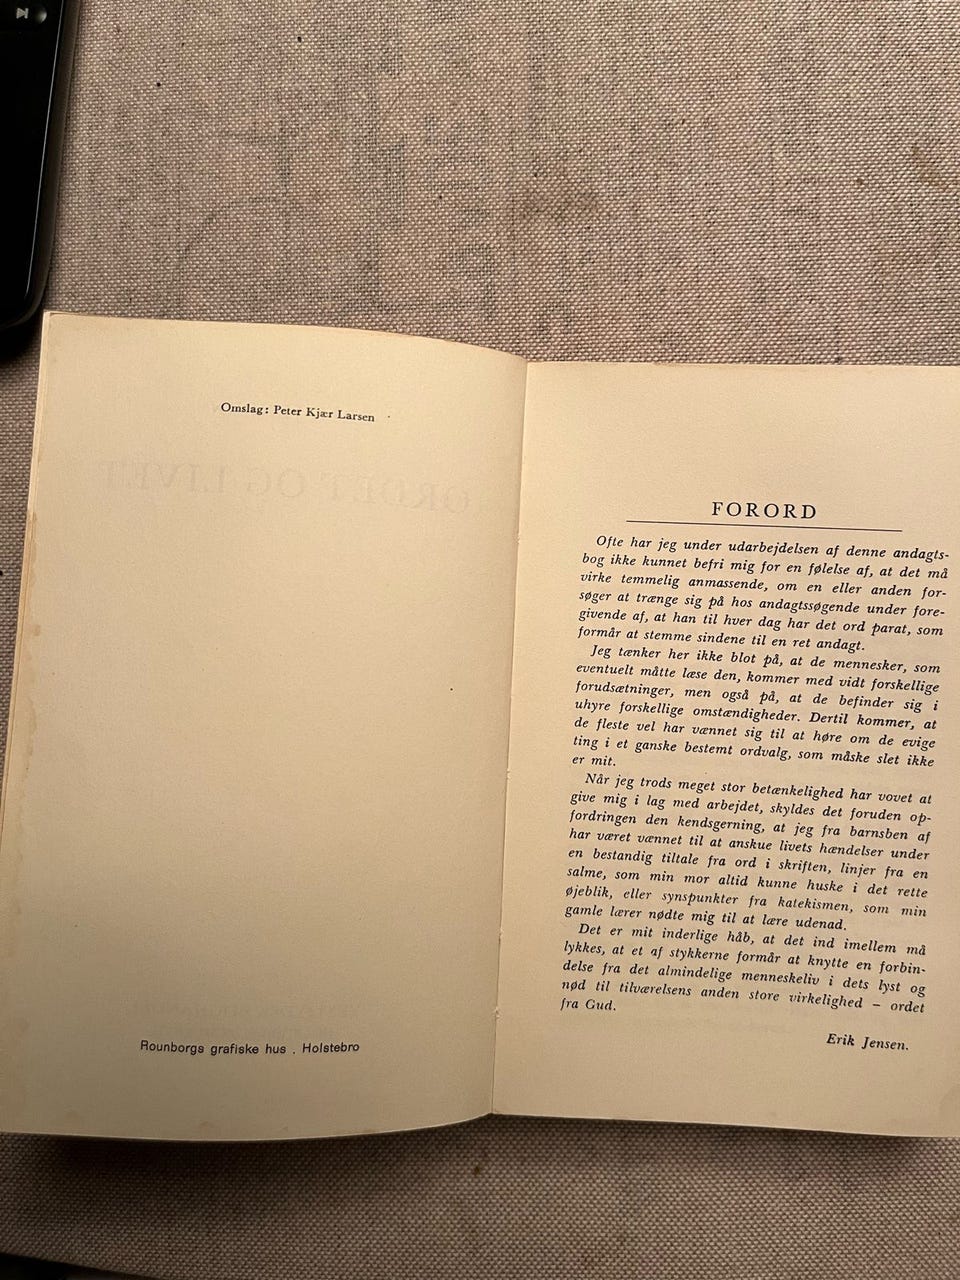 Omslag: Peter Kjær Larsen
ORDET OG LIVET
Rounborgs grafiske hus . Holstebro
FORORD
Ofte har jeg under udarbejdelsen af denne andagts-
bog ikke kunnet befri mig for en følelse af, at det må
virke temmelig anmassende, om en eller anden for-
søger at trænge sig på hos andagtssøgende under fore-
givende af, at han til hver dag har det ord parat, som
formår at stemme sindene til en ret andagt.
Jeg tænker her ikke blot på, at de mennesker, som
eventuelt måtte læse den, kommer med vidt forskellige
forudsætninger, men også på, at de befinder sig i
uhyre forskellige omstændigheder. Dertil kommer, at
de fleste vel har vænnet sig til at høre om de evige
ting i et ganske bestemt ordvalg, som måske slet ikke
er mit.
Når jeg trods meget stor betænkelighed har vovet at
give mig i lag med arbejdet, skyldes det foruden op-
fordringen den kendsgerning, at jeg fra barnsben af
har været vænnet til at anskue livets hændelser under
en bestandig tiltale fra ord i skriften, linjer fra en
salme, som min mor altid kunne huske i det rette
øjeblik, eller synspunkter fra katekismen, som min
gamle lærer nødte mig til at lære udenad.
Det er mit inderlige håb, at det ind imellem må
lykkes, at et af stykkerne formår at knytte en forbin-
delse fra det almindelige menneskeliv i dets lyst og
nød til tilværelsens anden store virkelighed – ordet
fra Gud.
Erik Jensen.